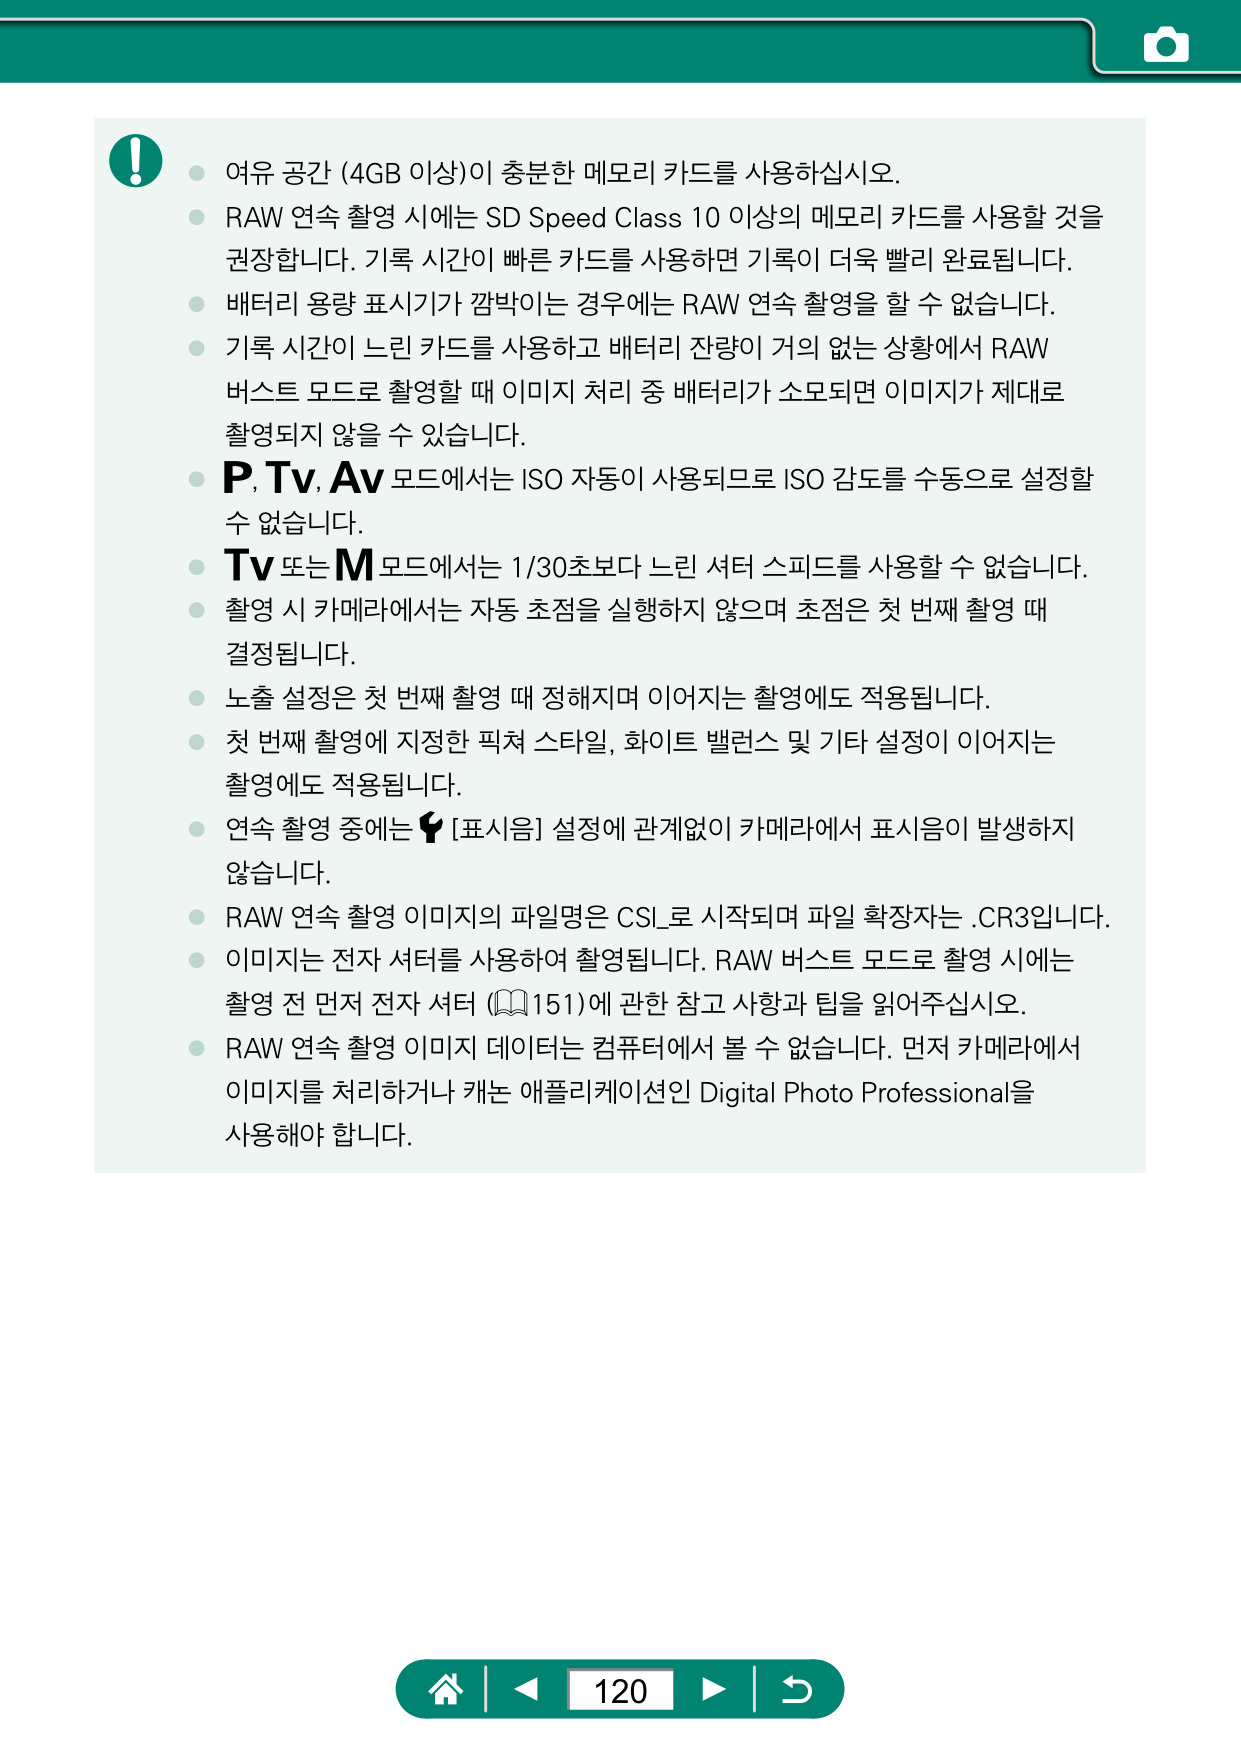 여유 공간 (4GB 이상)이 충분한 메모리 카드를 사용하십시오.
RAW 연속 촬영 시에는 SD Speed Class 10 이상의 메모리 카드를 사용할 것을
권장합니다. 기록 시간이 빠른 카드를 사용하면 기록이 더욱 빨리 완료됩니다.
배터리 용량 표시기가 깜박이는 경우에는 RAW 연속 촬영을 할 수 없습니다.
기록 시간이 느린 카드를 사용하고 배터리 잔량이 거의 없는 상황에서 RAW
버스트 모드로 촬영할 때 이미지 처리 중 배터리가 소모되면 이미지가 제대로
촬영되지 않을 수 있습니다.
P, Tv, Av 모드에서는 ISO 자동이 사용되므로 ISO 감도를 수동으로 설정할
수 없습니다.
Tv 또는 M 모드에서는 1/30초보다 느린 셔터 스피드를 사용할 수 없습니다.
촬영 시 카메라에서는 자동 초점을 실행하지 않으며 초점은 첫 번째 촬영 때
결정됩니다.
노출 설정은 첫 번째 촬영 때 정해지며 이어지는 촬영에도 적용됩니다.
첫 번째 촬영에 지정한 픽쳐 스타일, 화이트 밸런스 및 기타 설정이 이어지는
촬영에도 적용됩니다.
연속 촬영 중에는 [표시음] 설정에 관계없이 카메라에서 표시음이 발생하지
않습니다.
RAW 연속 촬영 이미지의 파일명은 CSI_로 시작되며 파일 확장자는 .CR3입니다.
이미지는 전자 셔터를 사용하여 촬영됩니다. RAW 버스트 모드로 촬영 시에는
촬영 전 먼저 전자 셔터 (151)에 관한 참고 사항과 팁을 읽어주십시오.
RAW 연속 촬영 이미지 데이터는 컴퓨터에서 볼 수 없습니다. 먼저 카메라에서
이미지를 처리하거나 캐논 애플리케이션인 Digital Photo Professional을
사용해야 합니다.
120